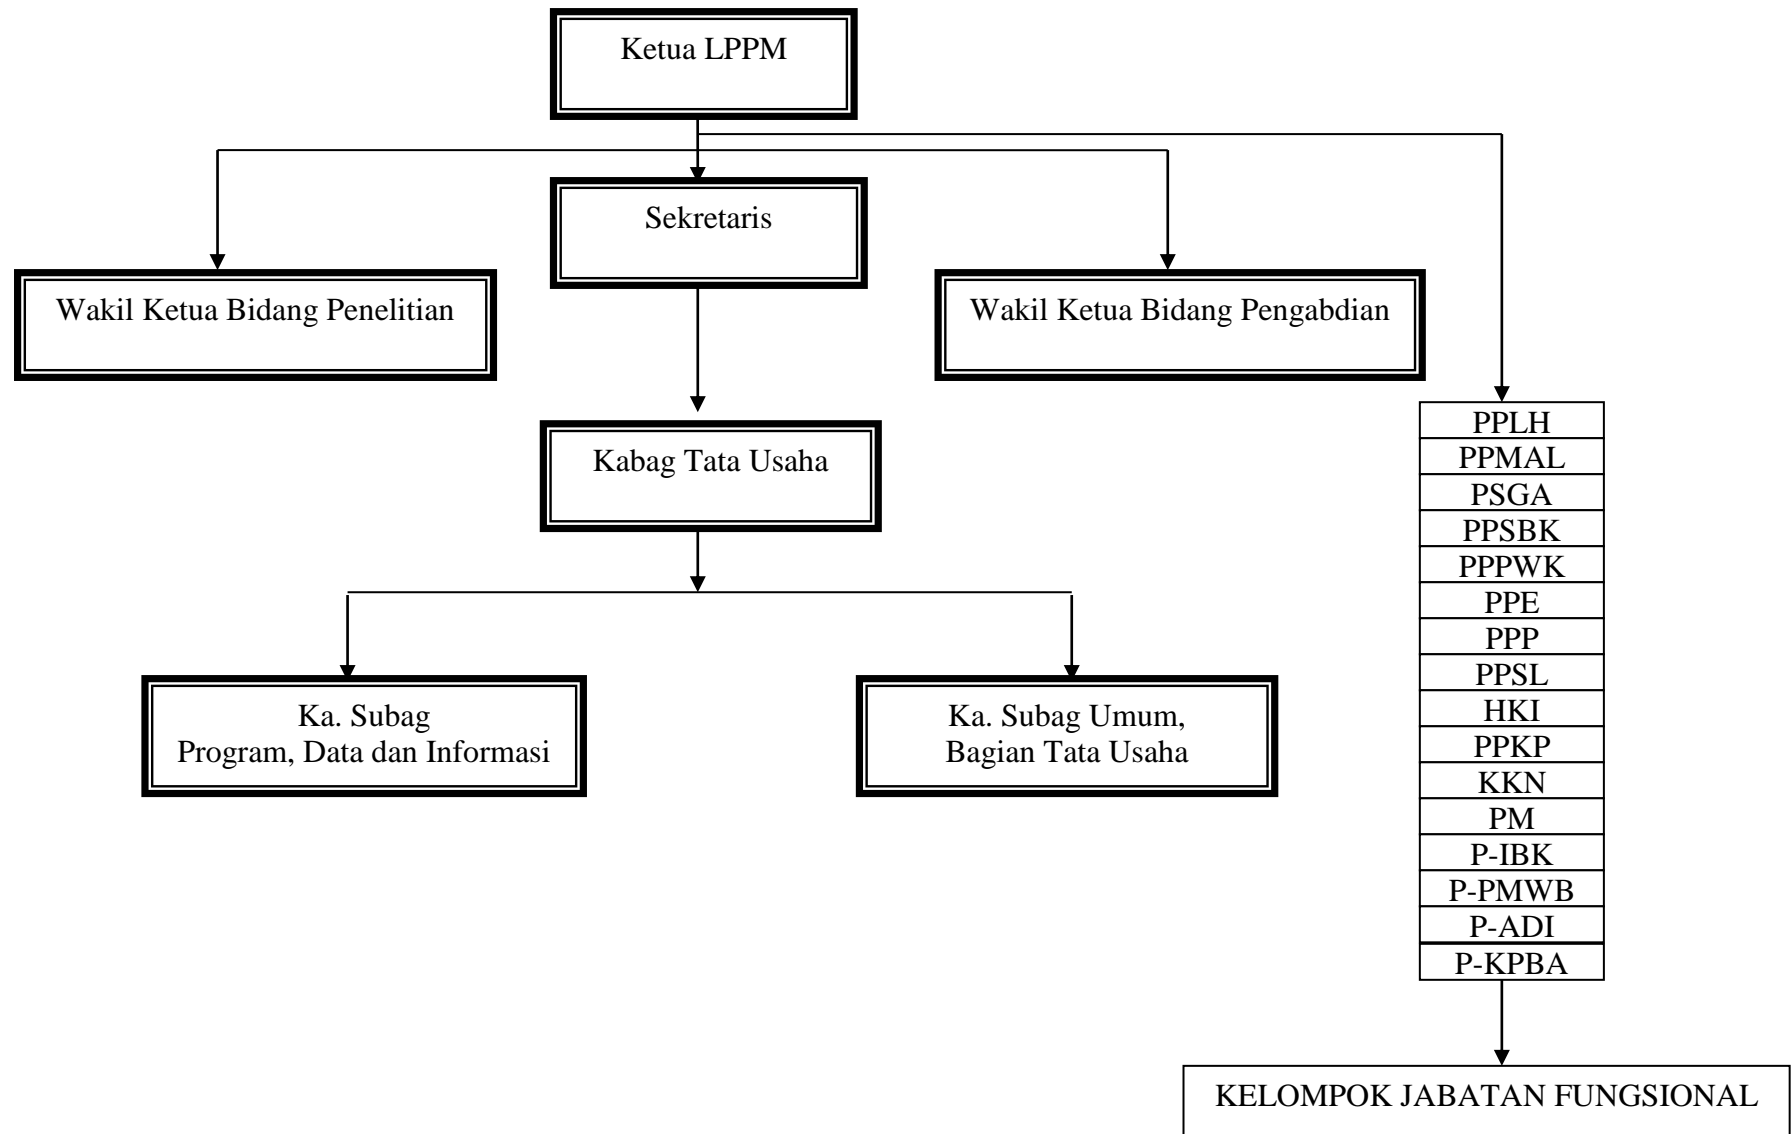 Ketua LPPM
Sekretaris
Wakil Ketua Bidang Penelitian
Wakil Ketua Bidang Pengabdian
Kabag Tata Usaha
Ka. Subag
Program, Data dan Informasi
Ka. Subag Umum,
Bagian Tata Usaha
PPLH
PPMAL
PSGA
PPSBK
PPPWK
PPE
PPP
PPSL
HKI
PPKP
KKN
PM
P-IBK
P-PMWB
P-ADI
P-KPBA
KELOMPOK JABATAN FUNGSIONAL